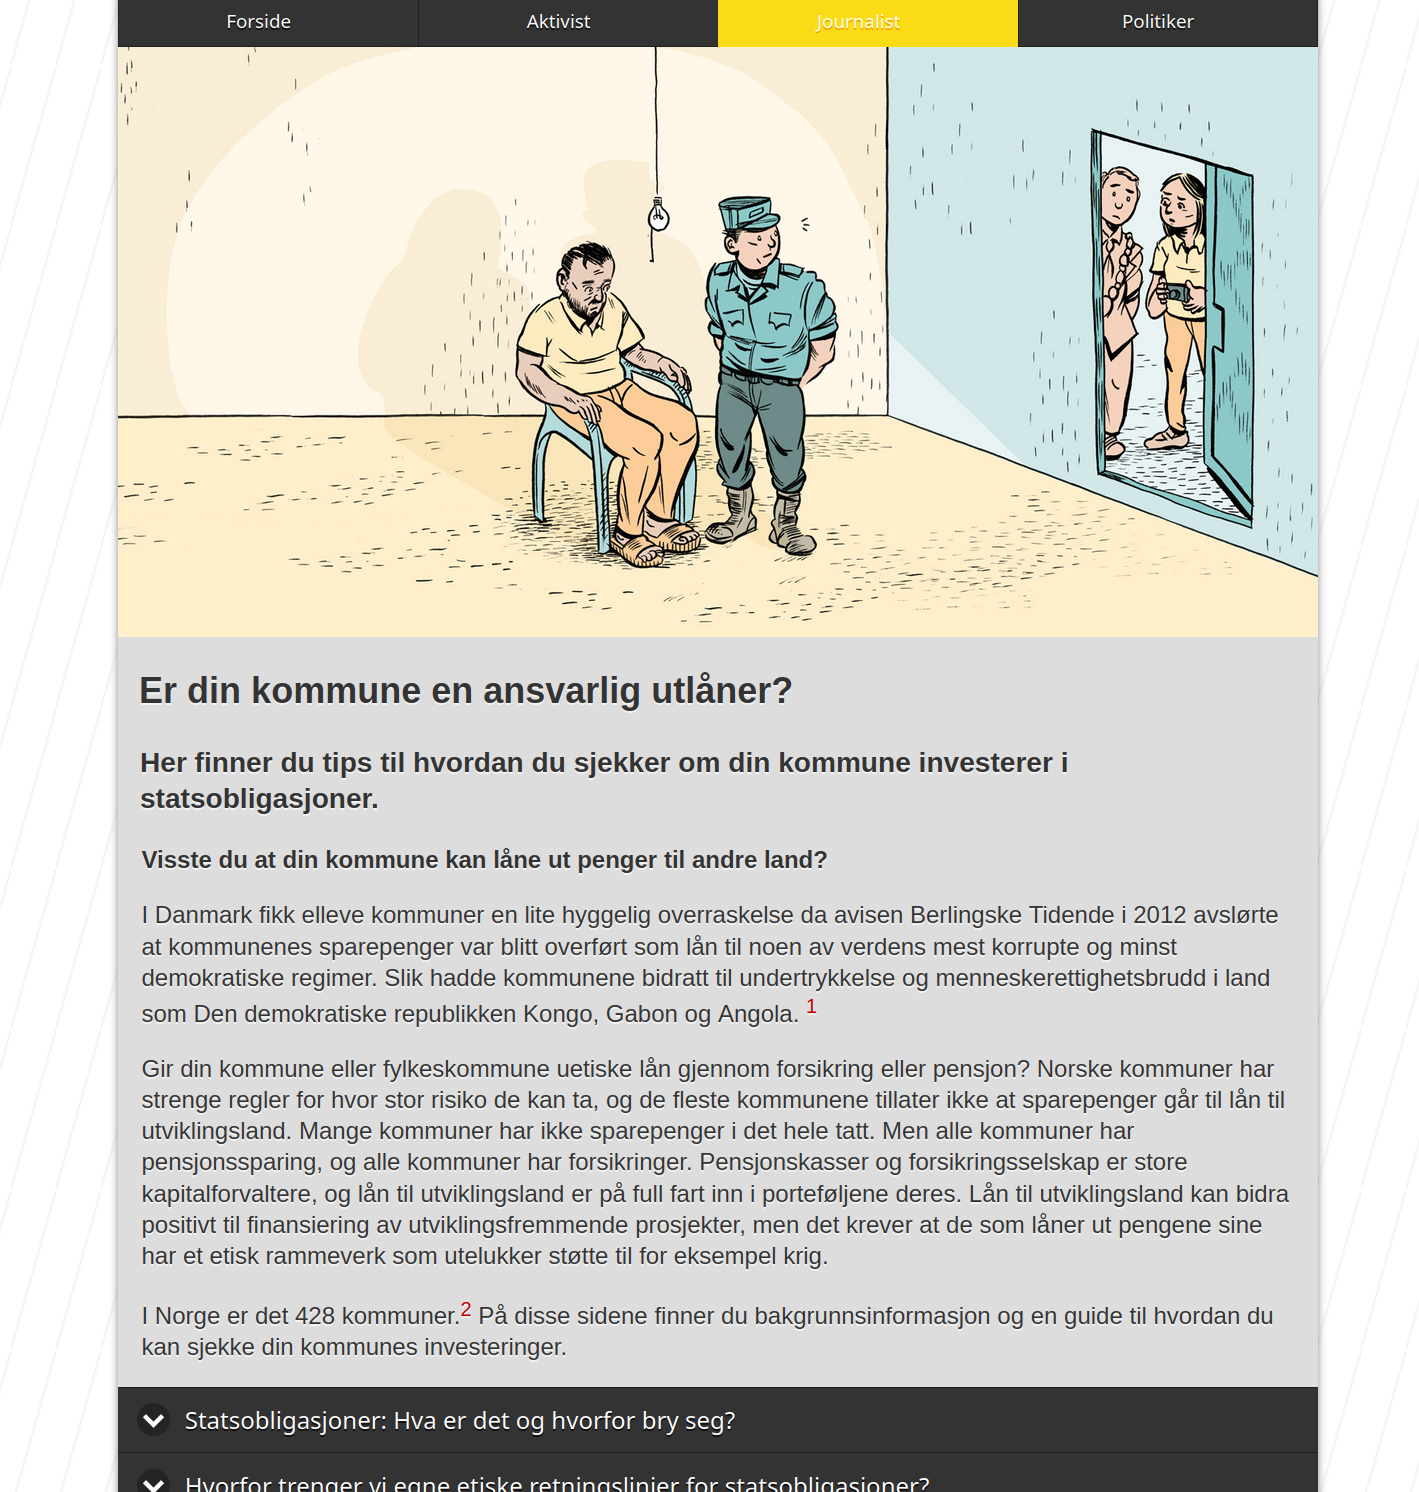 Forside
Aktivist
Journalist
Politiker
Er din kommune en ansvarlig utlåner?
Her finner du tips til hvordan du sjekker om din kommune investerer i
statsobligasjoner.
Visste du at din kommune kan låne ut penger til andre land?
I Danmark fikk elleve kommuner en lite hyggelig overraskelse da avisen Berlingske Tidende i 2012 avslørte
at kommunenes sparepenger var blitt overført som lån til noen av verdens mest korrupte og minst
demokratiske regimer. Slik hadde kommunene bidratt til undertrykkelse og menneskerettighetsbrudd i land
som Den demokratiske republikken Kongo, Gabon og Angola. 1
Gir din kommune eller fylkeskommune uetiske lån gjennom forsikring eller pensjon? Norske kommuner har
strenge regler for hvor stor risiko de kan ta, og de fleste kommunene tillater ikke at sparepenger går til lån til
utviklingsland. Mange kommuner har ikke sparepenger i det hele tatt. Men alle kommuner har
pensjonssparing, og alle kommuner har forsikringer. Pensjonskasser og forsikringsselskap er store
kapitalforvaltere, og lån til utviklingsland er på full fart inn i porteføljene deres. Lån til utviklingsland kan bidra
positivt til finansiering av utviklingsfremmende prosjekter, men det krever at de som låner ut pengene sine
har et etisk rammeverk som utelukker støtte til for eksempel krig.
I Norge er det 428 kommuner.2 På disse sidene finner du bakgrunnsinformasjon og en guide til hvordan du
kan sjekke din kommunes investeringer.
Statsobligasjoner: Hva er det og hvorfor bry seg?
Hvorfor trenger vi egne etiske retningslinjer for statsobligasjoner?